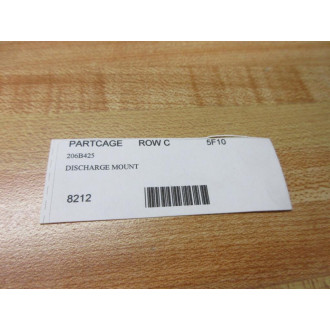 PARTCAGE ROW C 5F10
206B425
DISCHARGE MOUNT
8212